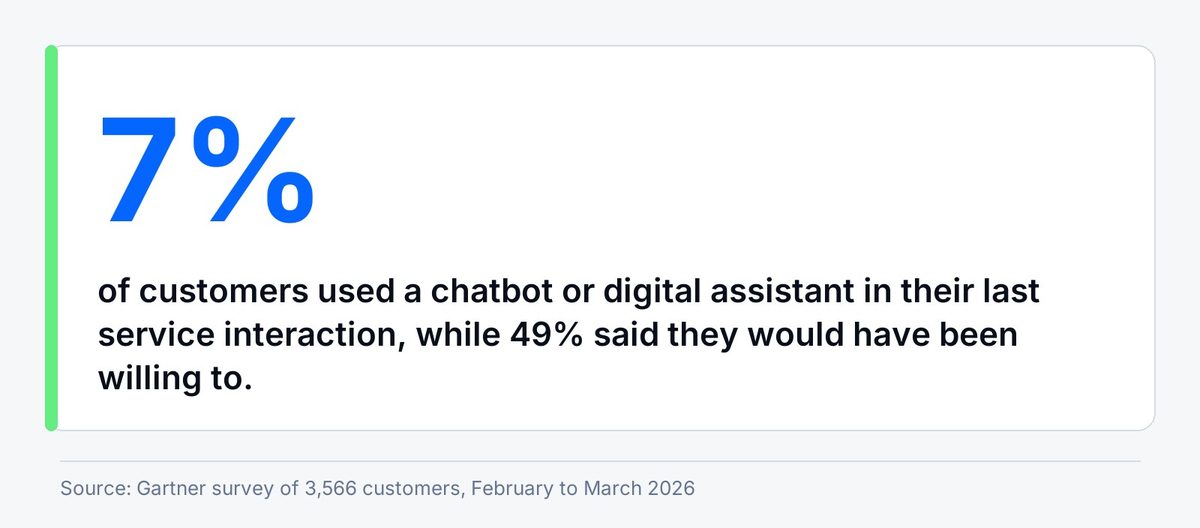 7%
of customers used a chatbot or digital assistant in their last
service interaction, while 49% said they would have been
willing to.
Source: Gartner survey of 3,566 customers, February to March 2026